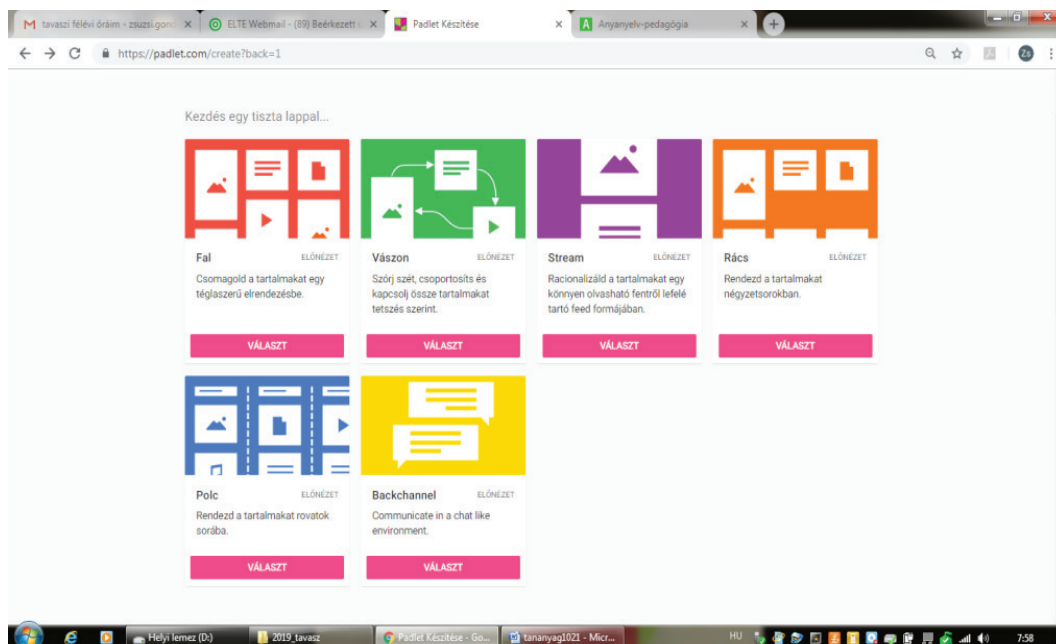 tavaszi félévi óráim - zsuzsi.gond
ELTE Webmail - (89) Beérkezett
Padlet Készítése
Anyanyelv-pedagógia
https://padlet.com/create?back=1
Zs
Kezdés egy tiszta lappal...
Fal ELŐNÉZET
Csomagold a tartalmakat egy
téglaszerű elrendezésbe.
VÁLASZT
Vászon ELŐNÉZET
Szórj szét, csoportosíts és
kapcsolj össze tartalmakat
tetszés szerint.
VÁLASZT
Stream ELŐNÉZET
Racionalizáld a tartalmakat egy
könnyen olvasható fentről lefelé
tartó feed formájában.
VÁLASZT
Rács ELŐNÉZET
Rendezd a tartalmakat
négyzetsorokban.
VÁLASZT
Polc ELŐNÉZET
Rendezd a tartalmakat rovatok
sorába.
VÁLASZT
Backchannel ELŐNÉZET
Communicate in a chat like
environment.
VÁLASZT
Helyi lemez (D:)
2019_tavasz
Padlet Készítése - Go...
tananyag1021 - Micr...
HU
7:58